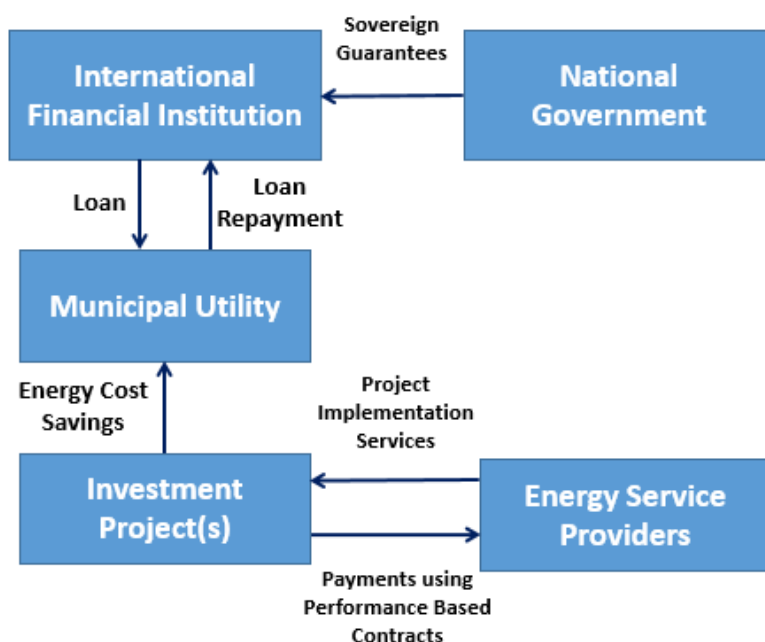 Sovereign
Guarantees
International
Financial Institution
National
Government
Loan
Loan
Repayment
Municipal Utility
Energy Cost
Savings
Project
Implementation
Services
Investment
Project(s)
Energy Service
Providers
Payments using
Performance Based
Contracts